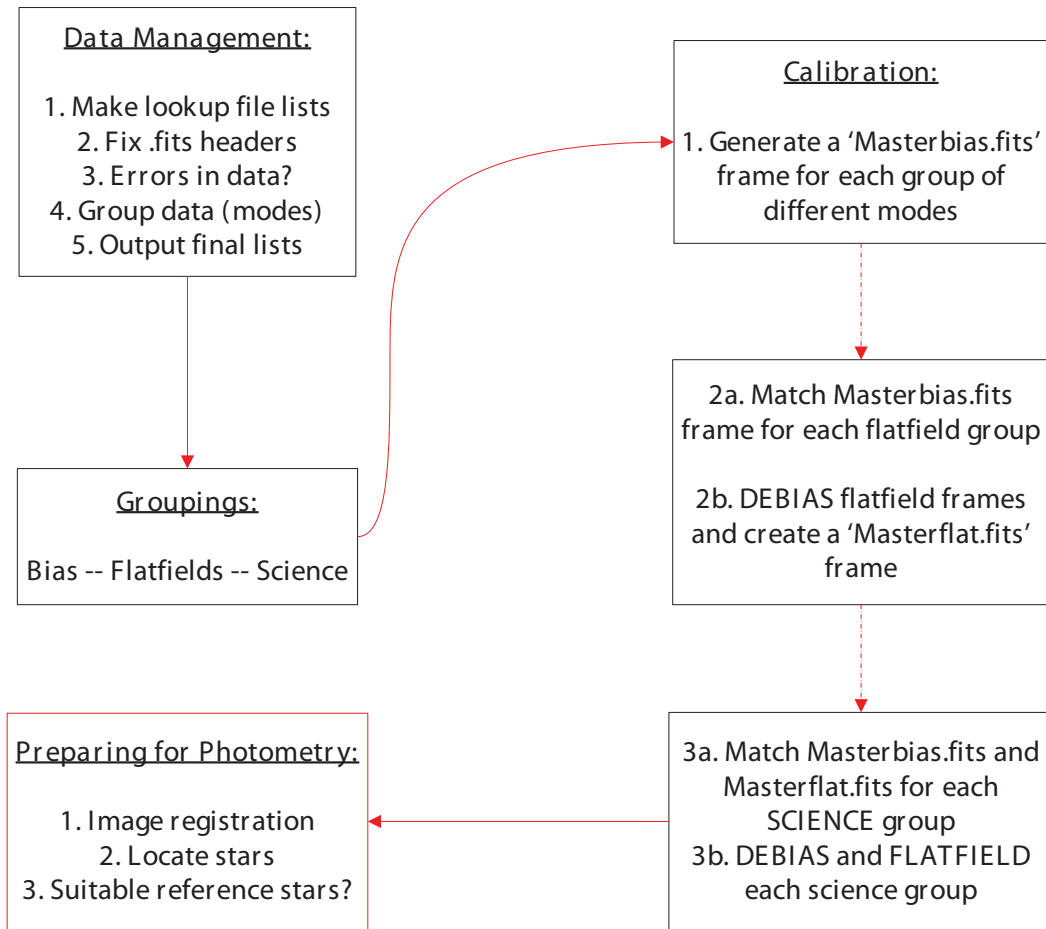 Data Management:
1. Make lookup file lists
2. Fix .fits headers
3. Errors in data?
4. Group data (modes)
5. Output final lists
Groupings:
Bias -- Flatfields -- Science
Calibration:
1. Generate a ‘Masterbias.fits’
frame for each group of
different modes
2a. Match Masterbias.fits
frame for each flatfield group
2b. DEBIAS flatfield frames
and create a ‘Masterflat.fits’
frame
3a. Match Masterbias.fits and
Masterflat.fits for each
SCIENCE group
3b. DEBIAS and FLATFIELD
each science group
Preparing for Photometry:
1. Image registration
2. Locate stars
3. Suitable reference stars?